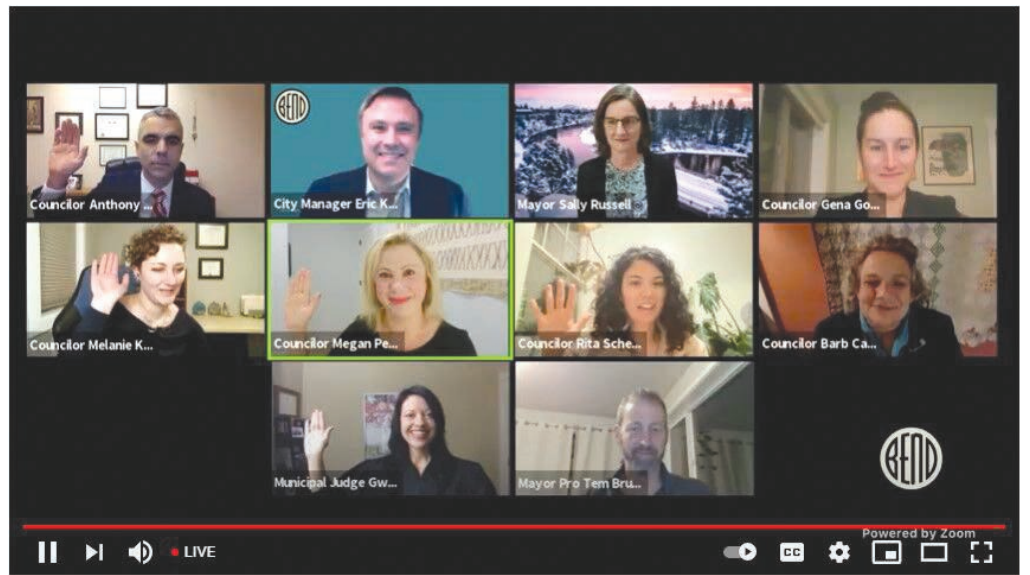 BEND
Councilor Anthony ...
City Manager Eric K...
Mayor Sally Russell
Councilor Gena Go...
Councilor Melanie K...
Councilor Megan Pe...
Councilor Rita Sche...
Councilor Barb Ca...
Municipal Judge Gw...
Mayor Pro Tem Bru...
BEND
Powered by Zoom
LIVE
CC